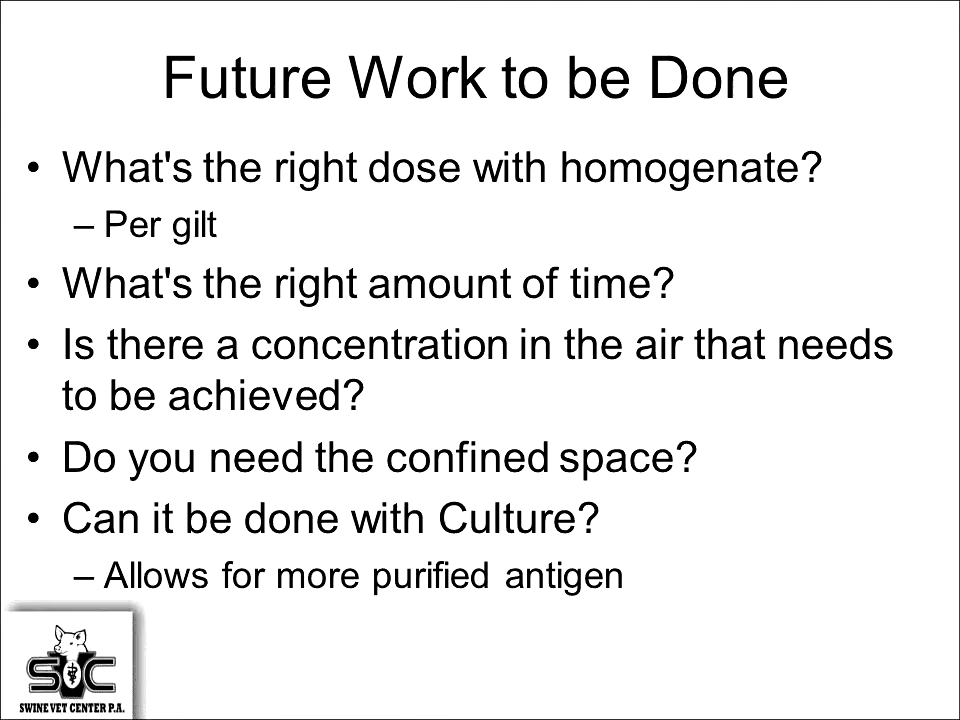 Future Work to be Done
• What's the right dose with homogenate?
– Per gilt
• What's the right amount of time?
• Is there a concentration in the air that needs
to be achieved?
• Do you need the confined space?
• Can it be done with Culture?
– Allows for more purified antigen
SVC
SWINE VET CENTER P.A.